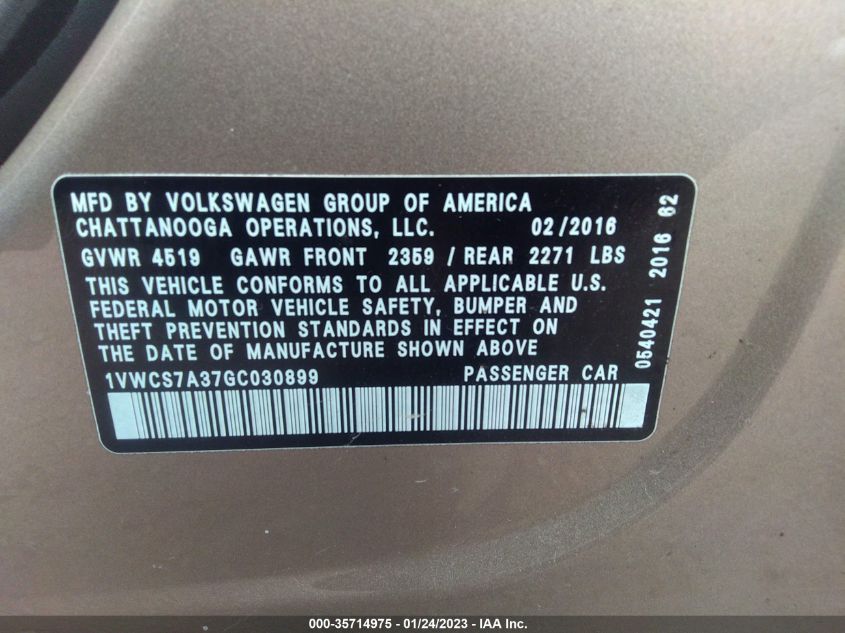 MFD BY VOLKSWAGEN GROUP OF AMERICA
CHATTANOOGA OPERATIONS, LLC. 02/2016
GVWR 4519 GAWR FRONT 2359 / REAR 2271 LBS
THIS VEHICLE CONFORMS TO ALL APPLICABLE U.S.
FEDERAL MOTOR VEHICLE SAFETY, BUMPER AND
THEFT PREVENTION STANDARDS IN EFFECT ON
THE DATE OF MANUFACTURE SHOWN ABOVE
1VWCS7A37GC030899 PASSENGER CAR
0540421 2016 62
000-35714975 - 01/24/2023 - IAA Inc.